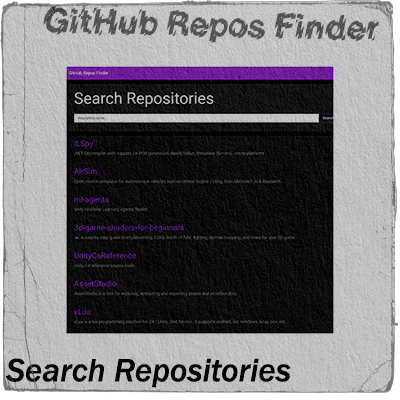 GitHub Repos Finder
GitHub Repos Finder
Search Repositories
Search
ILSpy
.NET Decompiler with support for PDB generation, ReadyToRun, Metadata (&more) - cross-platform!
AirSim
Open source simulator for autonomous vehicles built on Unreal Engine / Unity, from Microsoft AI & Research
ml-agents
Unity Machine Learning Agents Toolkit
3d-game-shaders-for-beginners
A step-by-step guide to implementing SSAO, depth of field, lighting, normal mapping, and more for your 3D game.
UnityCsReference
Unity C# reference source code.
AssetStudio
AssetStudio is a tool for exploring, extracting and exporting assets and assetbundles.
xLua
xLua is a lua programming solution for C# (Unity, .Net, Mono), it supports android, ios, windows, linux, osx, etc.
Search Repositories